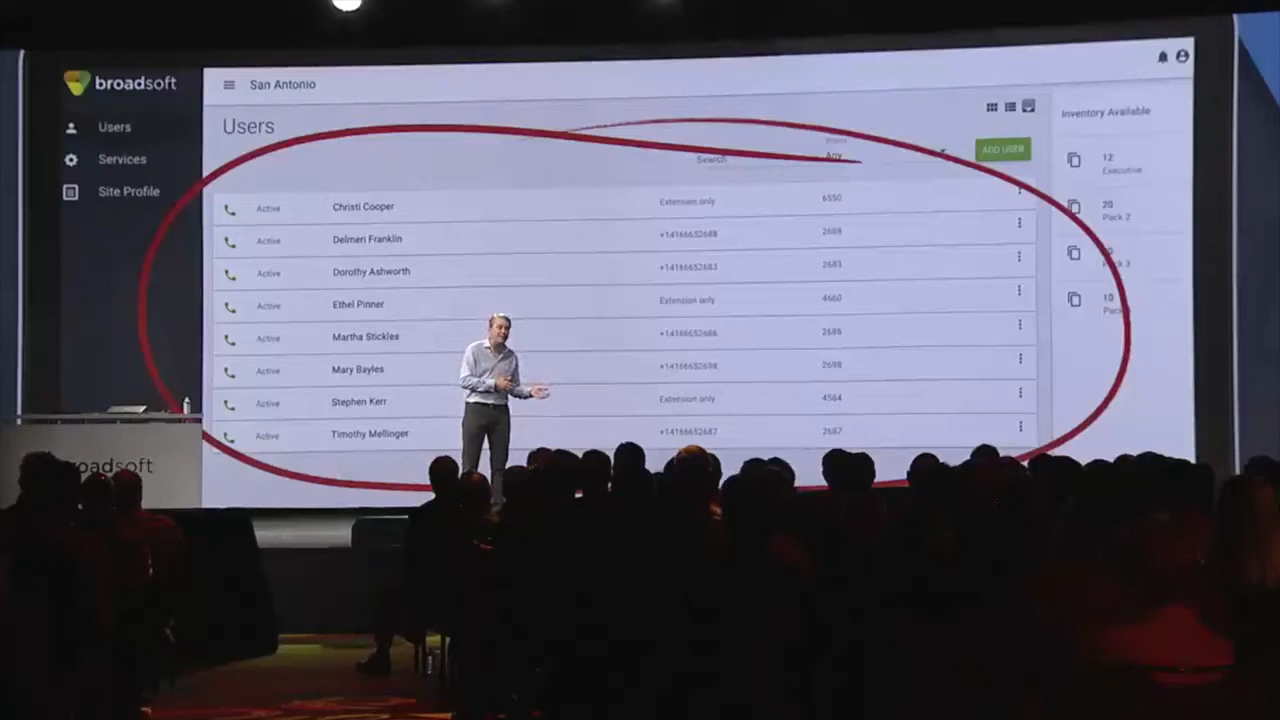 broadsoft
San Antonio
Users
Users
Services
Site Profile
Search
Any
ADD USER
Inventory Available
12
Executive
20
Pack 2
3
10
Active Christi Cooper Extension only 6550
Active Delmeri Franklin +14166652688 2688
Active Dorothy Ashworth +14166652683 2683
Active Ethel Pinner Extension only 4660
Active Martha Stickles +14166652686 2686
Active Mary Bayles +14166652698 2698
Active Stephen Kerr Extension only 4564
Active Timothy Mellinger +14166652687 2687